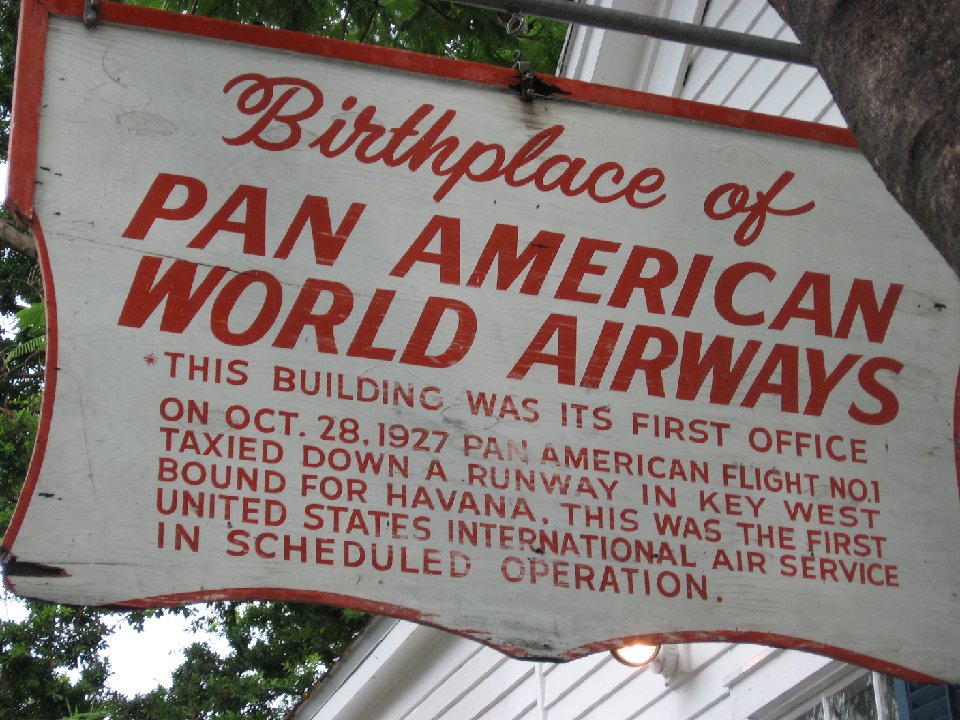 Birthplace of
PAN AMERICAN
WORLD AIRWAYS
*THIS BUILDING WAS ITS FIRST OFFICE
ON OCT. 28, 1927 PAN AMERICAN FLIGHT NO.1
TAXIED DOWN A RUNWAY IN KEY WEST
BOUND FOR HAVANA. THIS WAS THE FIRST
UNITED STATES INTERNATIONAL AIR SERVICE
IN SCHEDULED OPERATION.